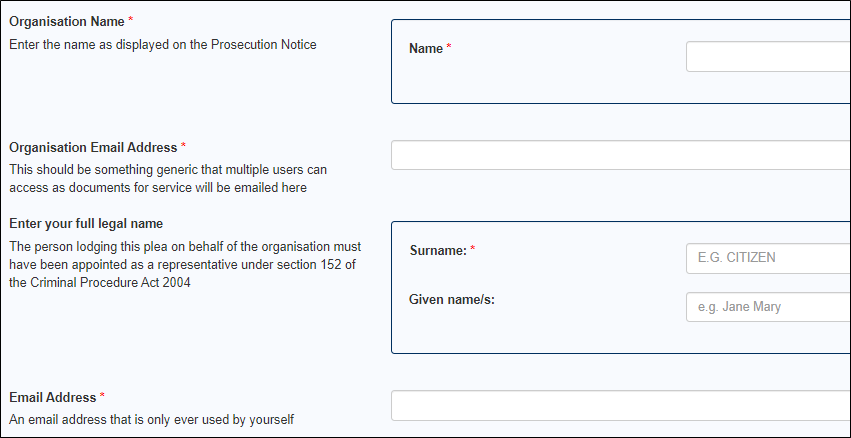 Organisation Name *
Enter the name as displayed on the Prosecution Notice
Name *
Organisation Email Address *
This should be something generic that multiple users can
access as documents for service will be emailed here
Enter your full legal name
The person lodging this plea on behalf of the organisation must
have been appointed as a representative under section 152 of
the Criminal Procedure Act 2004
Surname: *
E.G. CITIZEN
Given name/s:
e.g. Jane Mary
Email Address *
An email address that is only ever used by yourself